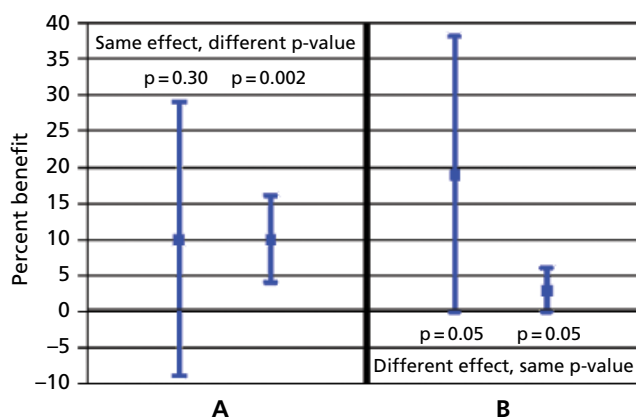 Percent benefit
40
35
30
25
20
15
10
5
0
−5
−10
Same effect, different p-value
p = 0.30 p = 0.002
p = 0.05 p = 0.05
Different effect, same p-value
A B